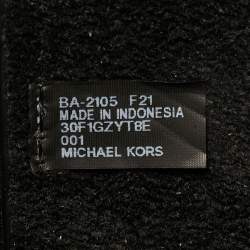 BA-2105 F21
MADE IN INDONESIA
30F1GZYT8E
001
MICHAEL KORS